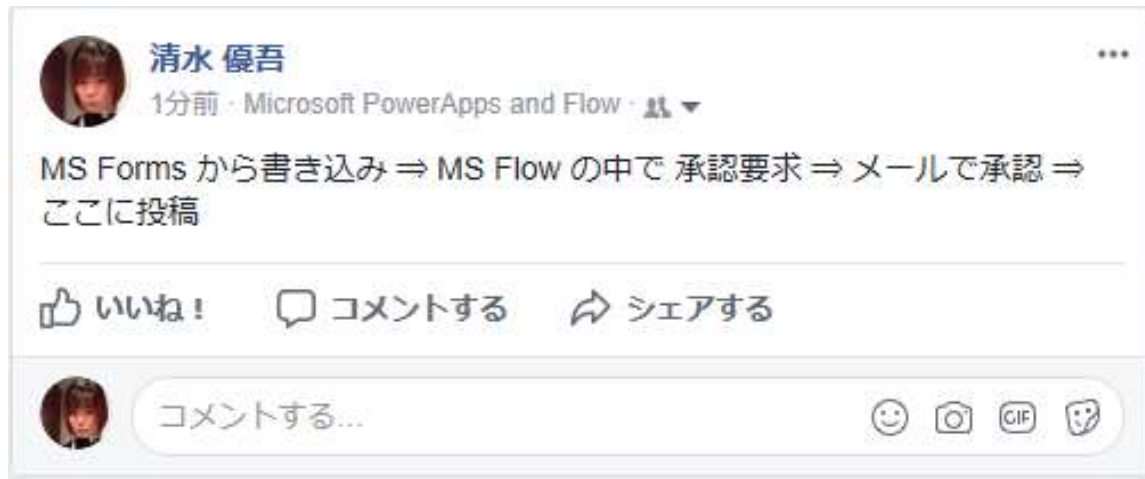 清水 優吾
1分前 · Microsoft PowerApps and Flow ·
MS Forms から書き込み ⇒ MS Flow の中で 承認要求 ⇒ メールで承認 ⇒
ここに投稿
いいね！ コメントする シェアする
コメントする...
GIF